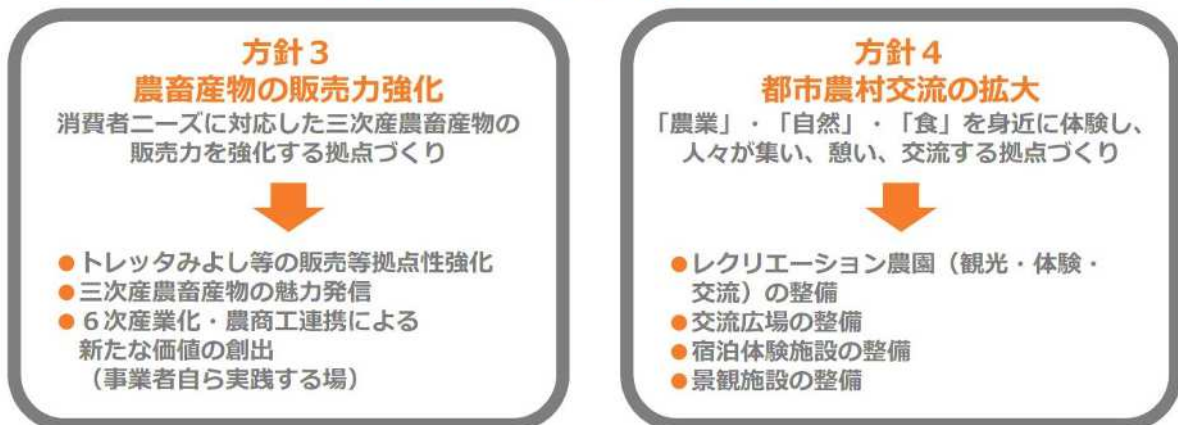 方針3
農畜産物の販売力強化
消費者ニーズに対応した三次産農畜産物の
販売力を強化する拠点づくり
●トレッタみよし等の販売等拠点性強化
●三次産農畜産物の魅力発信
●6次産業化・農商工連携による
新たな価値の創出
(事業者自ら実践する場)
方針4
都市農村交流の拡大
「農業」・「自然」・「食」を身近に体験し、
人々が集い、憩い、交流する拠点づくり
●レクリエーション農園(観光・体験・
交流)の整備
●交流広場の整備
●宿泊体験施設の整備
●景観施設の整備